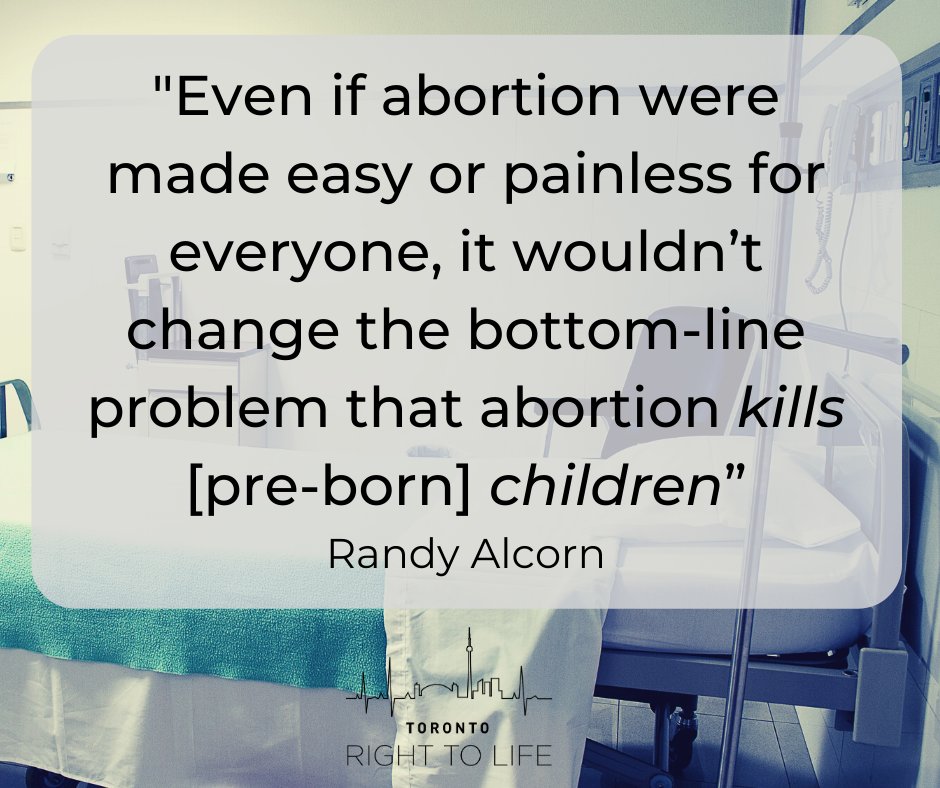 "Even if abortion were
made easy or painless for
everyone, it wouldn’t
change the bottom-line
problem that abortion kills
[pre-born] children”
Randy Alcorn
TORONTO
RIGHT TO LIFE